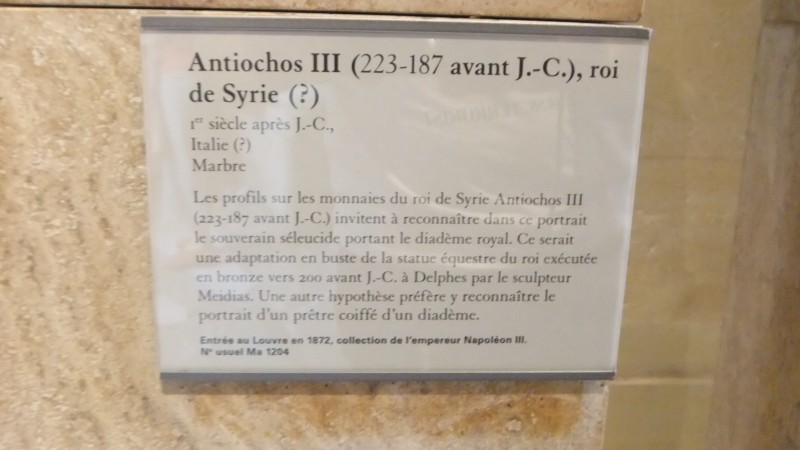 Antiochos III (223-187 avant J.-C.), roi
de Syrie (?)
1er siècle après J.-C.,
Italie (?)
Marbre
Les profils sur les monnaies du roi de Syrie Antiochos III
(223-187 avant J.-C.) invitent à reconnaître dans ce portrait
le souverain séleucide portant le diadème royal. Ce serait
une adaptation en buste de la statue équestre du roi exécutée
en bronze vers 200 avant J.-C. à Delphes par le sculpteur
Meidias. Une autre hypothèse préfère y reconnaître le
portrait d'un prêtre coiffé d'un diadème.
Entrée au Louvre en 1872, collection de l'empereur Napoléon III.
N° usuel Ma 1204